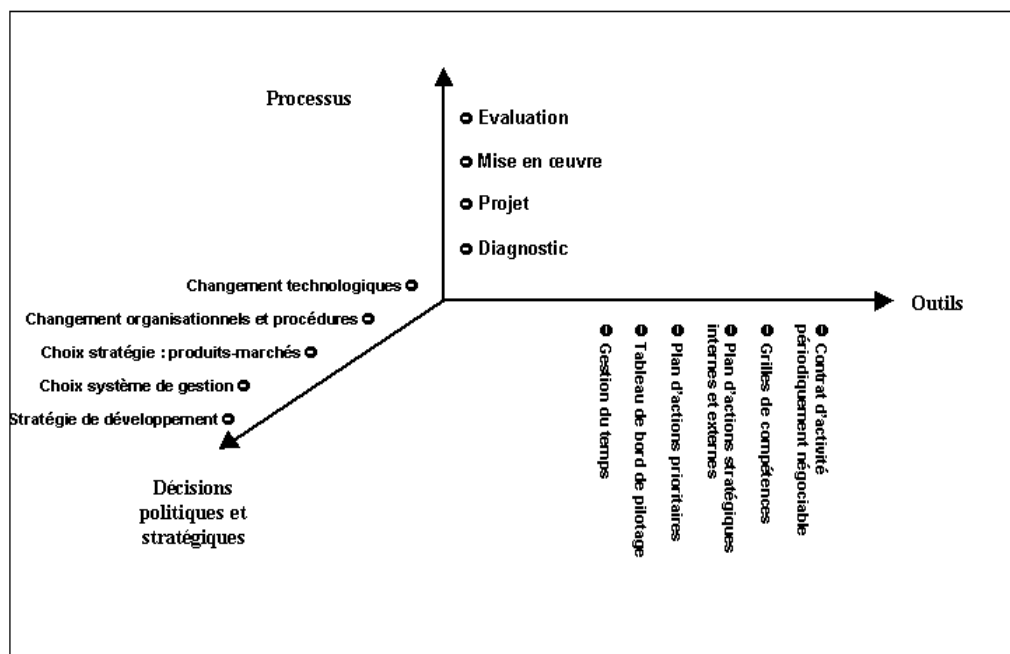 Processus
Evaluation
Mise en œuvre
Projet
Diagnostic
Changement technologiques
Changement organisationnels et procédures
Choix stratégie : produits-marchés
Choix système de gestion
Stratégie de développement
Décisions
politiques et
stratégiques
Outils
Gestion du temps
Tableau de bord de pilotage
Plan d'actions prioritaires
Plan d'actions stratégiques
internes et externes
Grilles de compétences
Contrat d'activité
périodiquement négociable